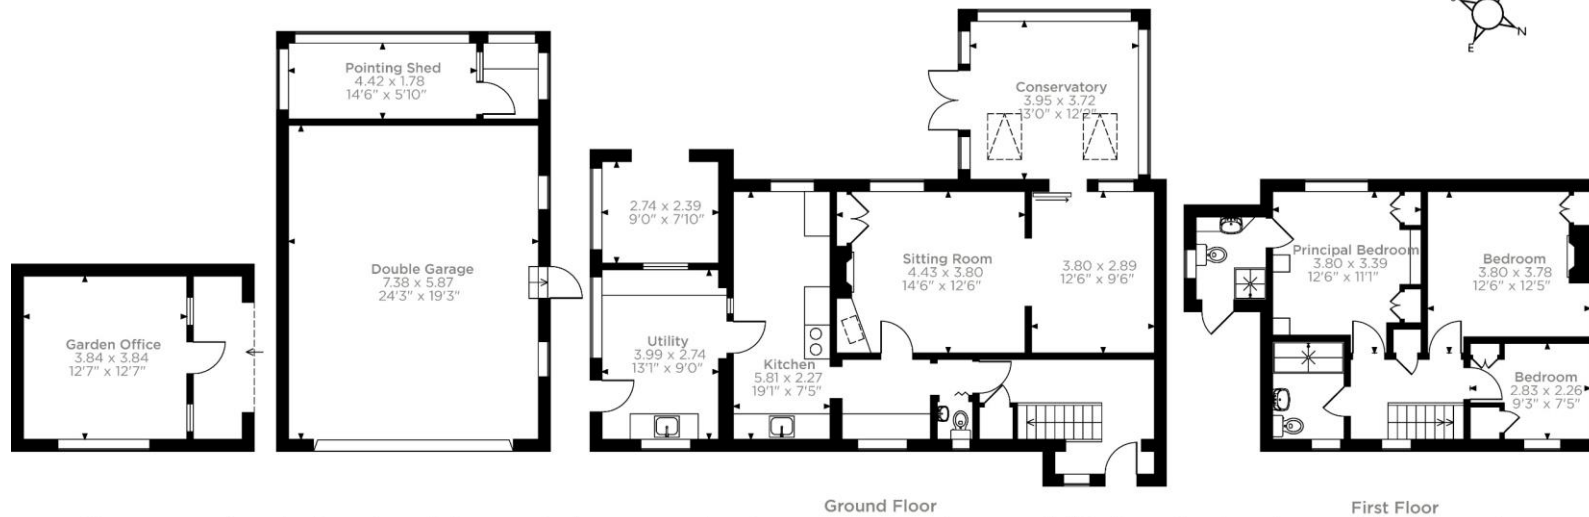 N
E
Pointing Shed
4.42 x 1.78
14'6" x 5'10"
Conservatory
3.95 x 3.72
13'0" x 12'2"
2.74 x 2.39
9'0" x 7'10"
Double Garage
7.38 x 5.87
24'3" x 19'3"
Sitting Room
4.43 x 3.80
14'6" x 12'6"
3.80 x 2.89
12'6" x 9'6"
Principal Bedroom
3.80 x 3.39
12'6" x 11'1"
Bedroom
3.80 x 3.78
12'6" x 12'5"
Garden Office
3.84 x 3.84
12'7" x 12'7"
Utility
3.99 x 2.74
13'1" x 9'0"
Kitchen
5.81 x 2.27
19'1" x 7'5"
Bedroom
2.83 x 2.26
9'3" x 7'5"
Ground Floor
First Floor